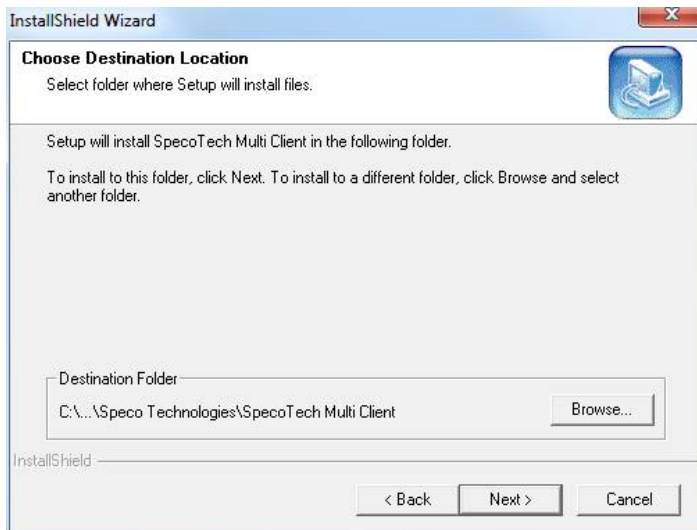 InstallShield Wizard
Choose Destination Location
Select folder where Setup will install files.
Setup will install SpecoTech Multi Client in the following folder.
To install to this folder, click Next. To install to a different folder, click Browse and select
another folder.
Destination Folder
C:\...\Speco Technologies\SpecoTech Multi Client
Browse...
InstallShield
< Back
Next >
Cancel